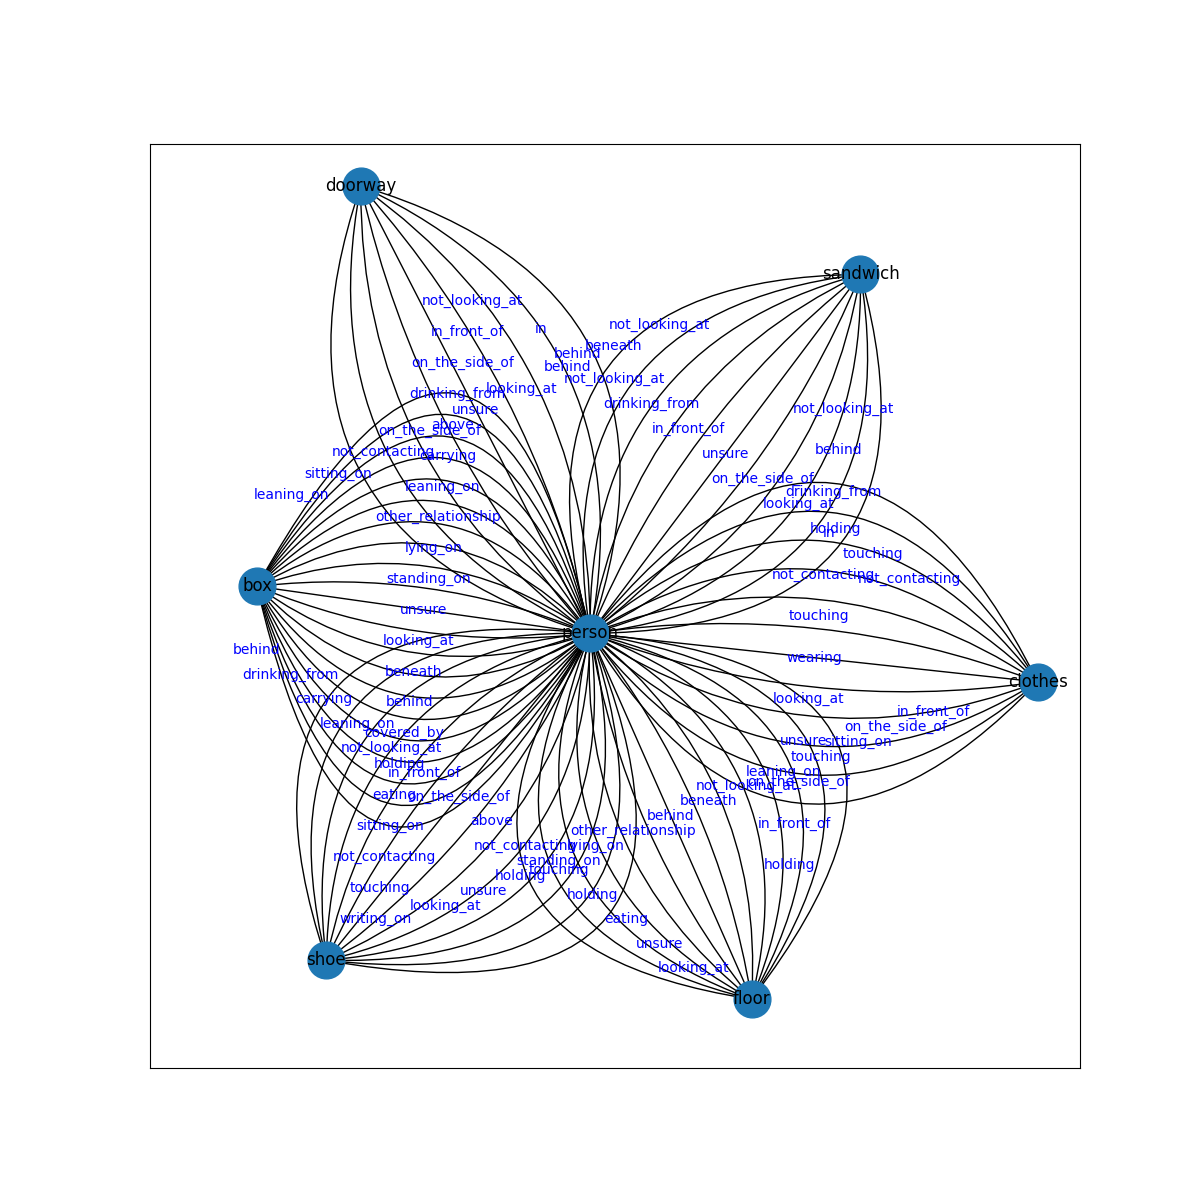 doorway
sandwich
not_looking_at
not_looking_at
in_front_of
in
beneath
behind
on_the_side_of
behind
not_looking_at
looking_at
drinking_from
drinking_from
unsure
not_looking_at
above
in_front_of
on_the_side_of
not_contacting
carrying
behind
unsure
sitting_on
on_the_side_of
leaning_on
leaning_on
drinking_from
looking_at
other_relationship
holding
in
lying_on
touching
standing_on
not_contacting
not_contacting
box
unsure
touching
person
looking_at
behind
wearing
beneath
drinking_from
clothes
carrying
behind
looking_at
in_front_of
leaning_on
on_the_side_of
covered_by
unsure
sitting_on
not_looking_at
touching
holding
in_front_of
leaning_on
on_the_side_of
not_looking_at
eating
on_the_side_of
beneath
behind
above
sitting_on
in_front_of
other_relationship
not_contacting
lying_on
not_contacting
standing_on
holding
touching
holding
touching
unsure
holding
looking_at
writing_on
eating
unsure
shoe
looking_at
floor